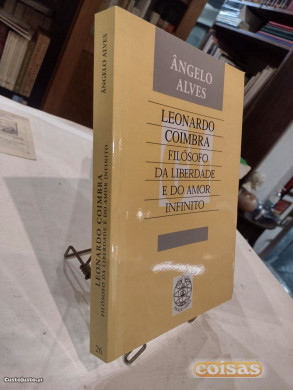 ÂNGELO
ALVES
LEONARDO
COIMBRA
FILÓSOFO
DA LIBERDADE
E DO AMOR
INFINITO
ÂNGELO ALVES
LEONARDO COIMBRA
FILÓSOFO DA LIBERDADE E DO AMOR INFINITO
26
CustoJusto.pt
coisas